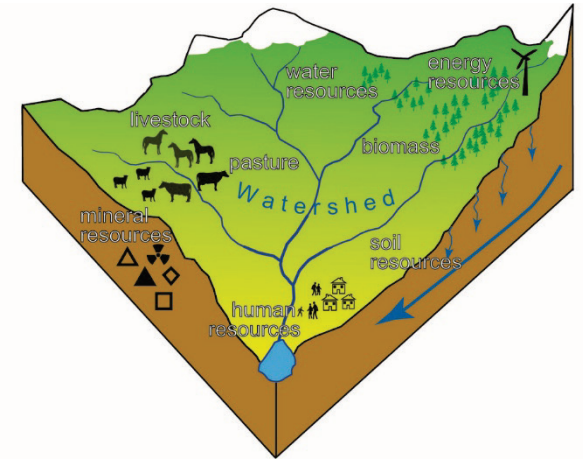 water
resources
energy
resources
livestock
pasture
biomass
Watershed
mineral
resources
soil
resources
human
resources